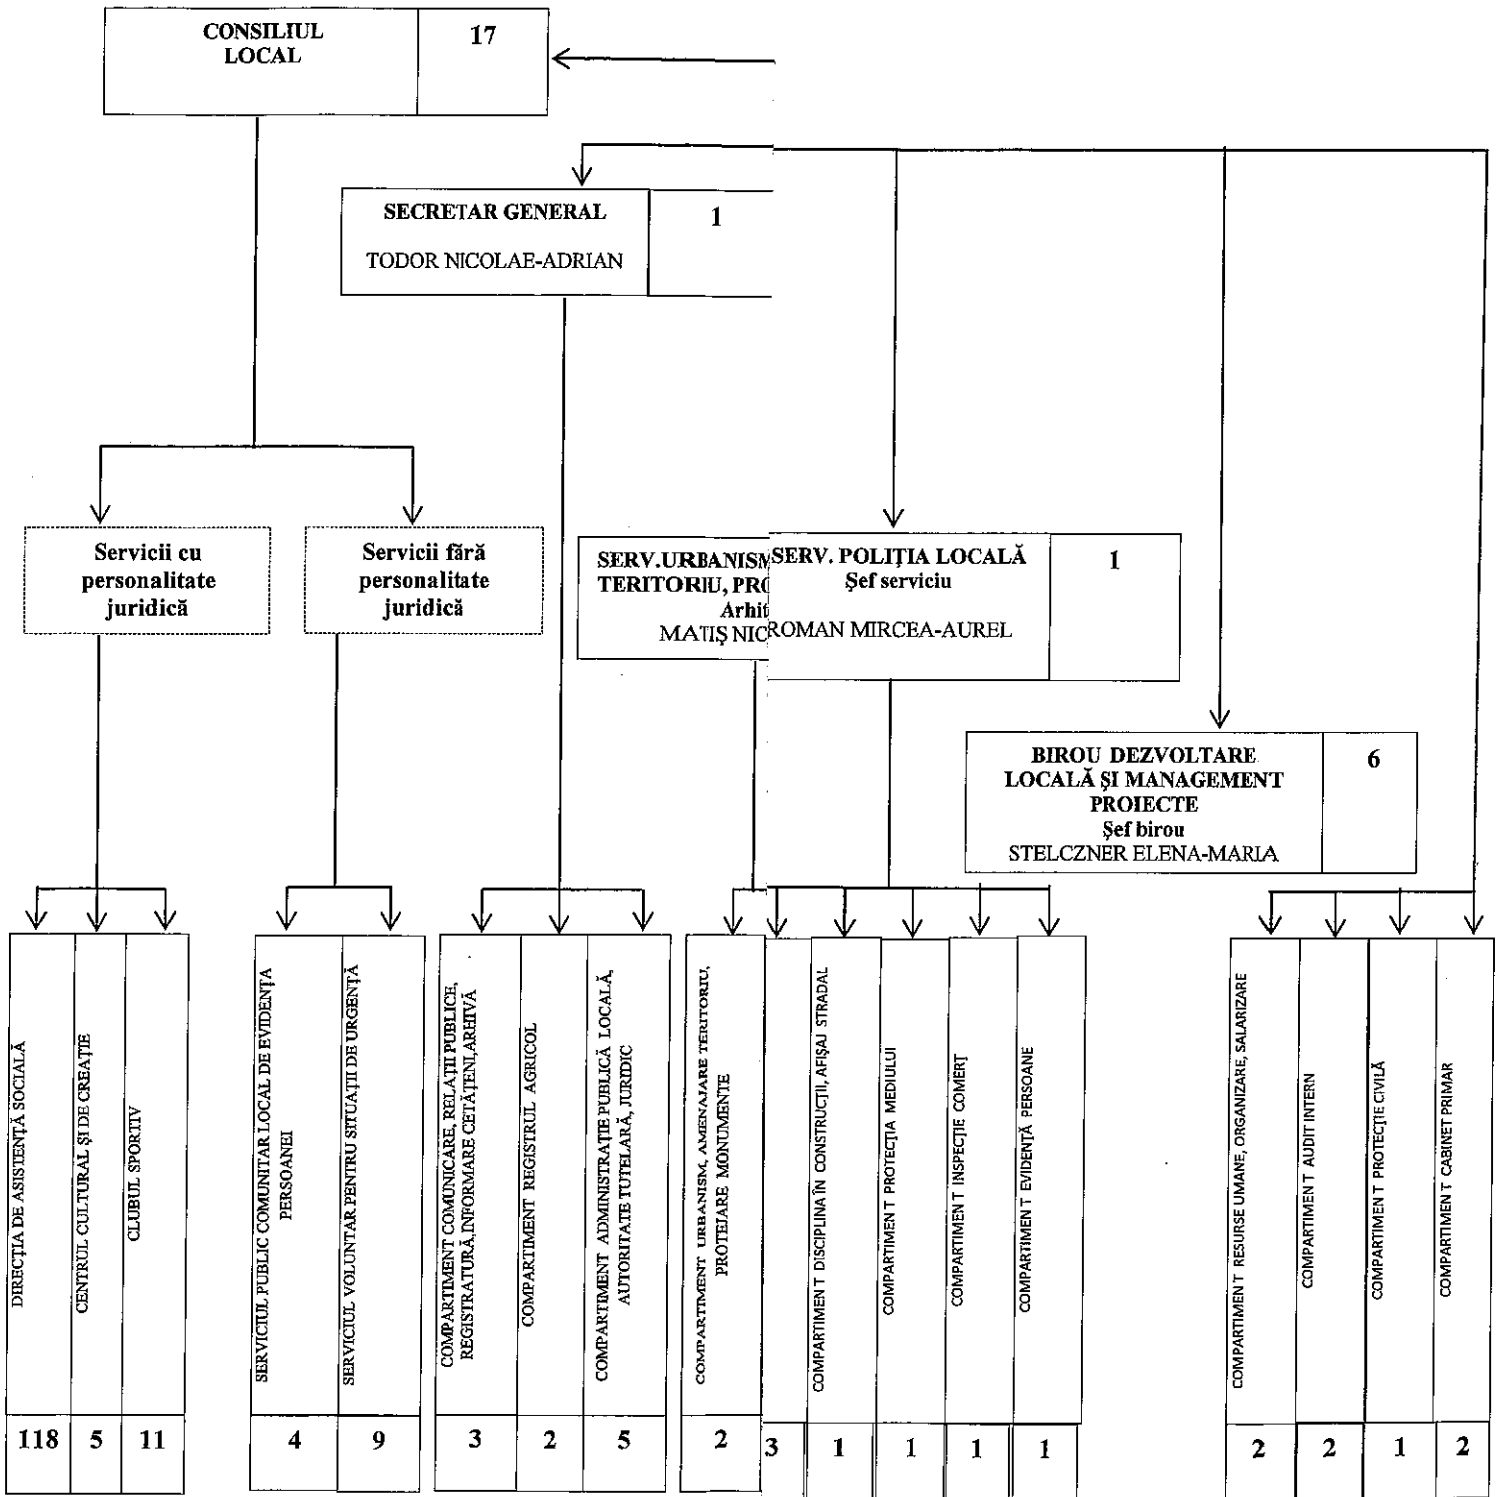 CONSILIUL
LOCAL
17
SECRETAR GENERAL
TODOR NICOLAE-ADRIAN
1
Servicii cu
personalitate
juridică
Servicii fără
personalitate
juridică
SERV.URBANISM
TERITORIU,
MATIȘ
SERV. POLIȚIA LOCALĂ
Șef serviciu
ROMAN MIRCEA-AUREL
1
BIROU DEZVOLTARE
LOCALĂ ȘI MANAGEMENT
PROIECTE
Șef birou
STELCZNER ELENA-MARIA
6
DIRECȚIA DE ASISTENȚĂ SOCIALĂ
118
CENTRUL CULTURAL ȘI DE CREAȚIE
5
CLUBUL SPORTIV
11
SERVICIUL PUBLIC COMUNITAR LOCAL DE EVIDENȚA
PERSOANEI
4
SERVICIUL VOLUNTAR PENTRU SITUAȚII DE URGENȚĂ
9
COMPARTIMENT COMUNICARE, RELAȚII PUBLICE,
REGISTRATURĂ,INFORMARE CETĂȚENI,ARHIVĂ
3
COMPARTIMENT REGISTRUL AGRICOL
2
COMPARTIMENT ADMINISTRAȚIE PUBLICĂ LOCALĂ,
AUTORITATE TUTELARĂ, JURIDIC
5
COMPARTIMENT URBANISM, AMENAJARE TERITORIU,
PROTEJARE MONUMENTE
2
3
COMPARTIMENT DISCIPLINA ÎN CONSTRUCȚII, AFIȘAJ STRADAL
1
COMPARTIMENT PROTECȚIA MEDIULUI
1
COMPARTIMENT INSPECȚIE COMERȚ
1
COMPARTIMENT EVIDENȚĂ PERSOANE
1
COMPARTIMENT RESURSE UMANE, ORGANIZARE, SALARIZARE
2
COMPARTIMENT AUDIT INTERN
2
COMPARTIMENT PROTECȚIE CIVILĂ
1
COMPARTIMENT CABINET PRIMAR
2